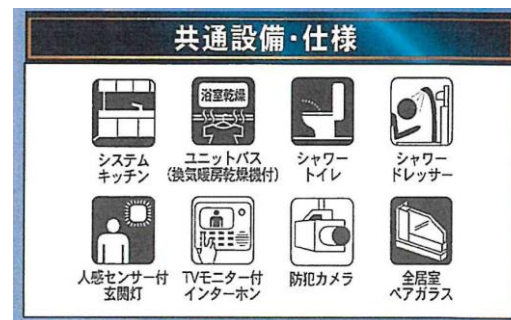 共通設備・仕様
浴室乾燥
システム
キッチン
ユニットバス
(換気暖房乾燥機付)
シャワー
トイレ
シャワー
ドレッサー
人感センサー付
玄関灯
TVモニター付
インターホン
防犯カメラ
全居室
ペアガラス